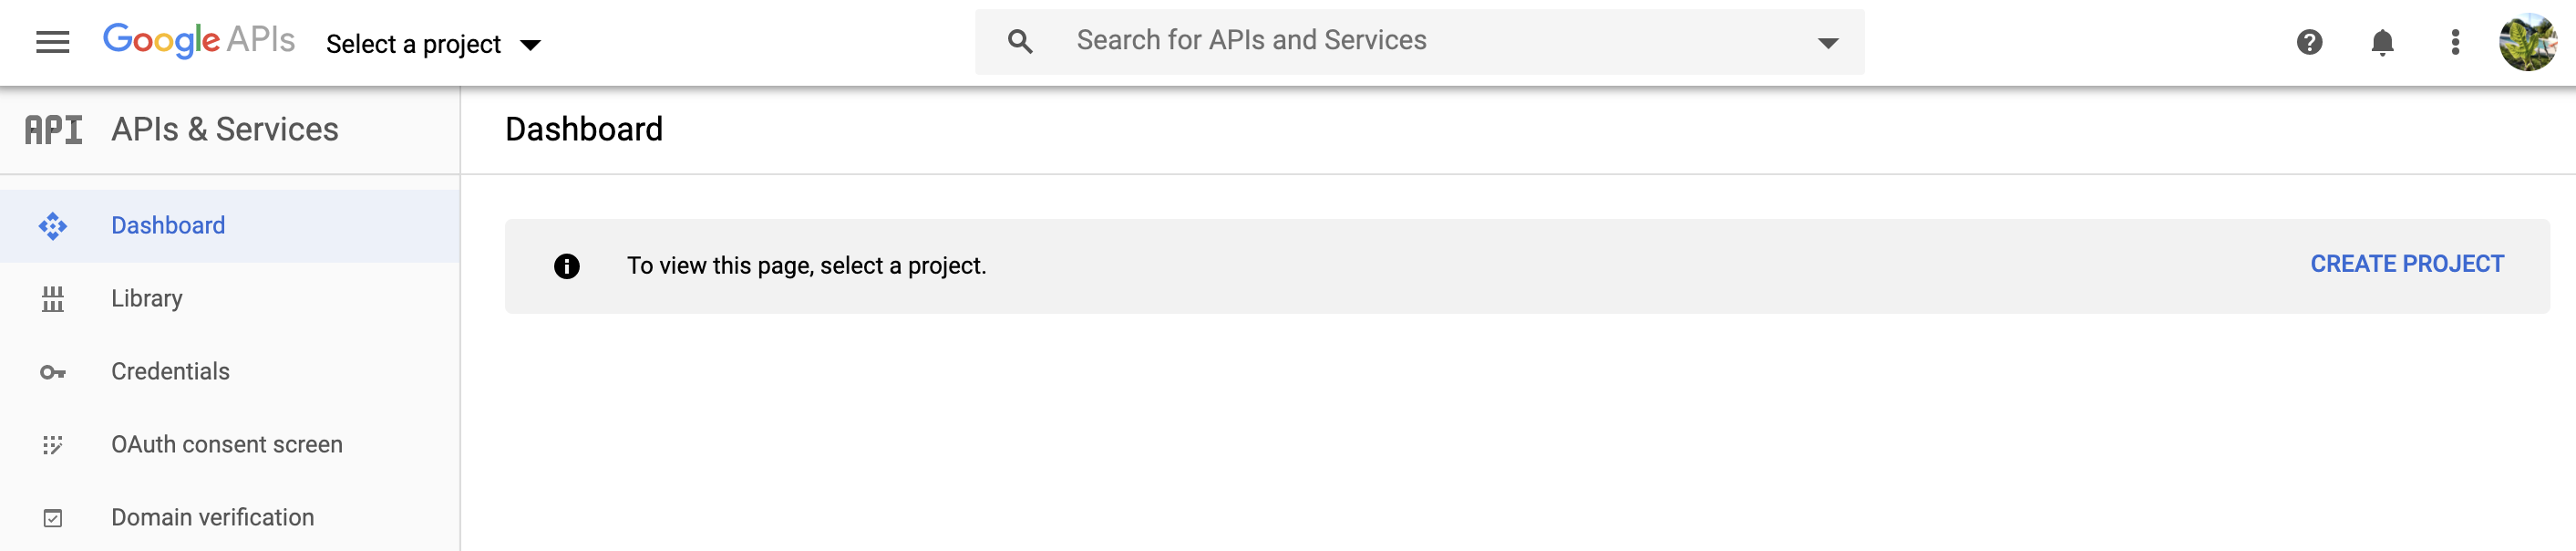 Google APIs
Select a project
Search for APIs and Services
API APIs & Services
Dashboard
Dashboard
Library
Credentials
OAuth consent screen
Domain verification
To view this page, select a project.
CREATE PROJECT